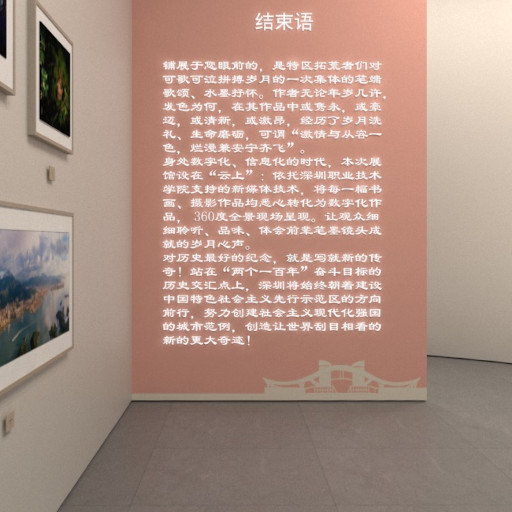 结束语
铺展于您眼前的，是特区拓荒者们对
可歌可泣拼搏岁月的一次集体的笔端
歌颂、水墨抒怀。作者无论年岁几许，
发色为何，在其作品中或隽永，或豪
迈，或清新，或激昂，经历了岁月洗
礼、生命磨砺，可谓“激情与从容一
色，烂漫兼安宁齐飞”。
身处数字化、信息化的时代，本次展
馆设在“云上”：依托深圳职业技术
学院支持的新媒体技术，将每一幅书
画、摄影作品均悉心转化为数字化作
品，360度全景现场呈现。让观众细
细聆听、品味、体会前辈笔墨镜头成
就的岁月心声。
对历史最好的纪念，就是写就新的传
奇！站在“两个一百年”奋斗目标的
历史交汇点上，深圳将始终朝着建设
中国特色社会主义先行示范区的方向
前行，努力创建社会主义现代化强国
的城市范例，创造让世界刮目相看的
新的更大奇迹！